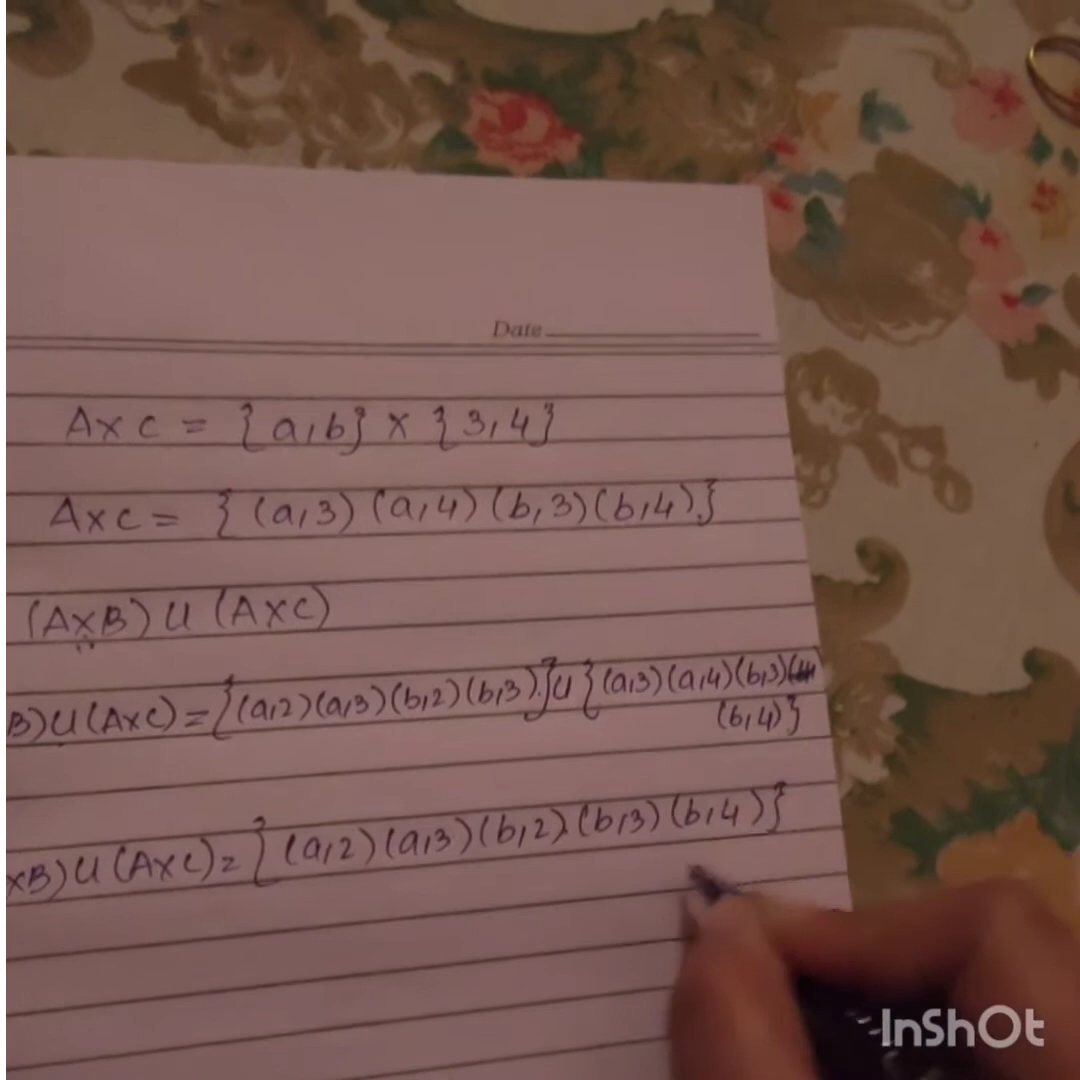 Date
A×C = {a,b} × {3,4}
A×C = {(a,3) (a,4) (b,3)(b,4).}
(A×B) U (A×C)
B) U (A×C) = {(a,2)(a,3)(b,2)(b,3).} U {(a,3)(a,4)(b,3)
(b,4)}
×B) U (A×C) = {(a,2)(a,3)(b,2).(b,3)(b,4)}
InShOt